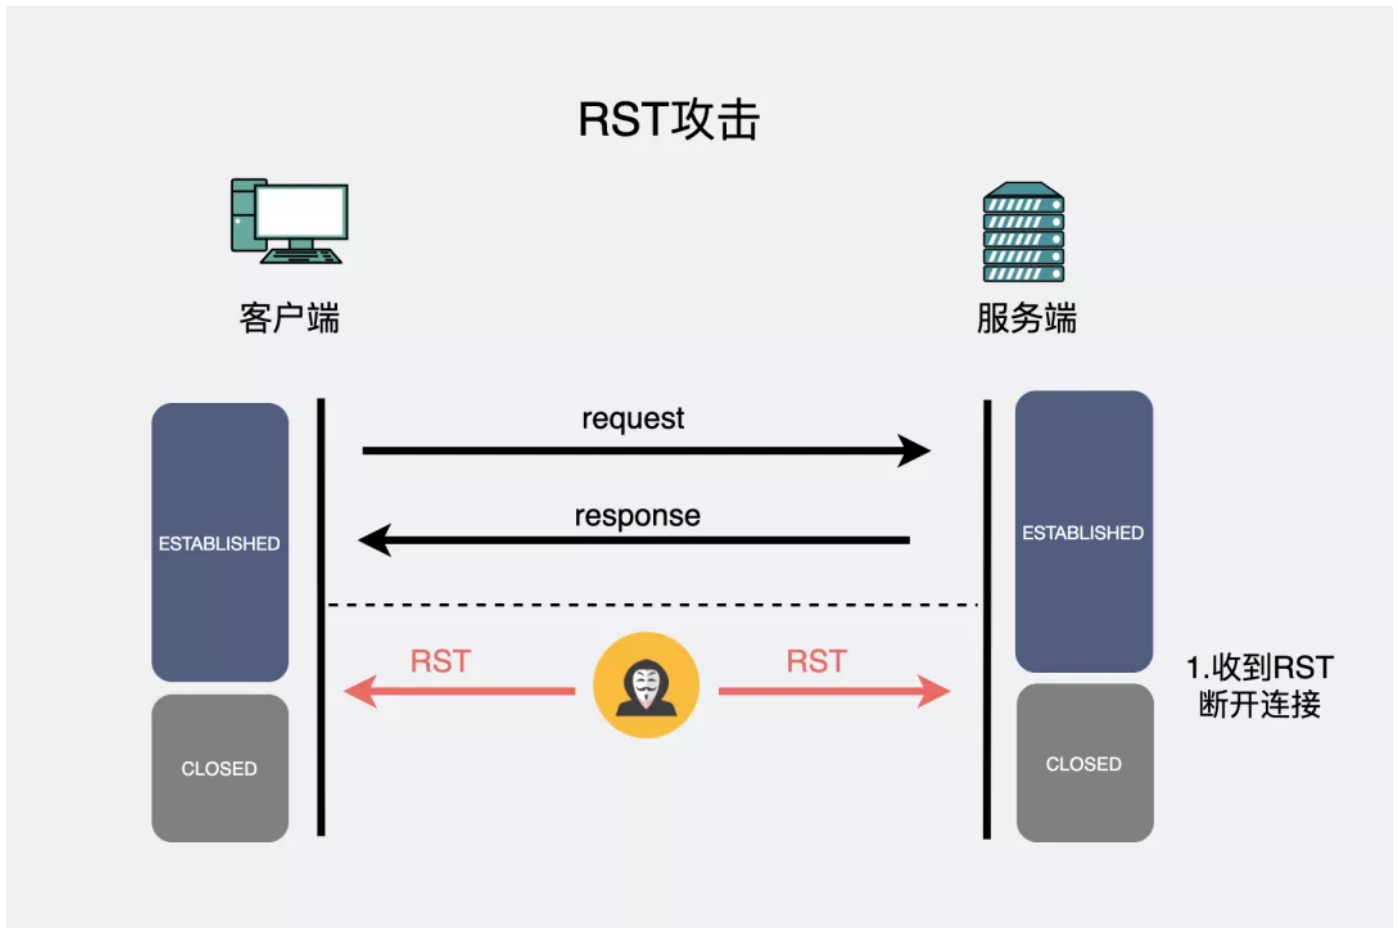 RST攻击
客户端
服务端
request
response
ESTABLISHED
ESTABLISHED
RST
RST
1.收到RST
断开连接
CLOSED
CLOSED